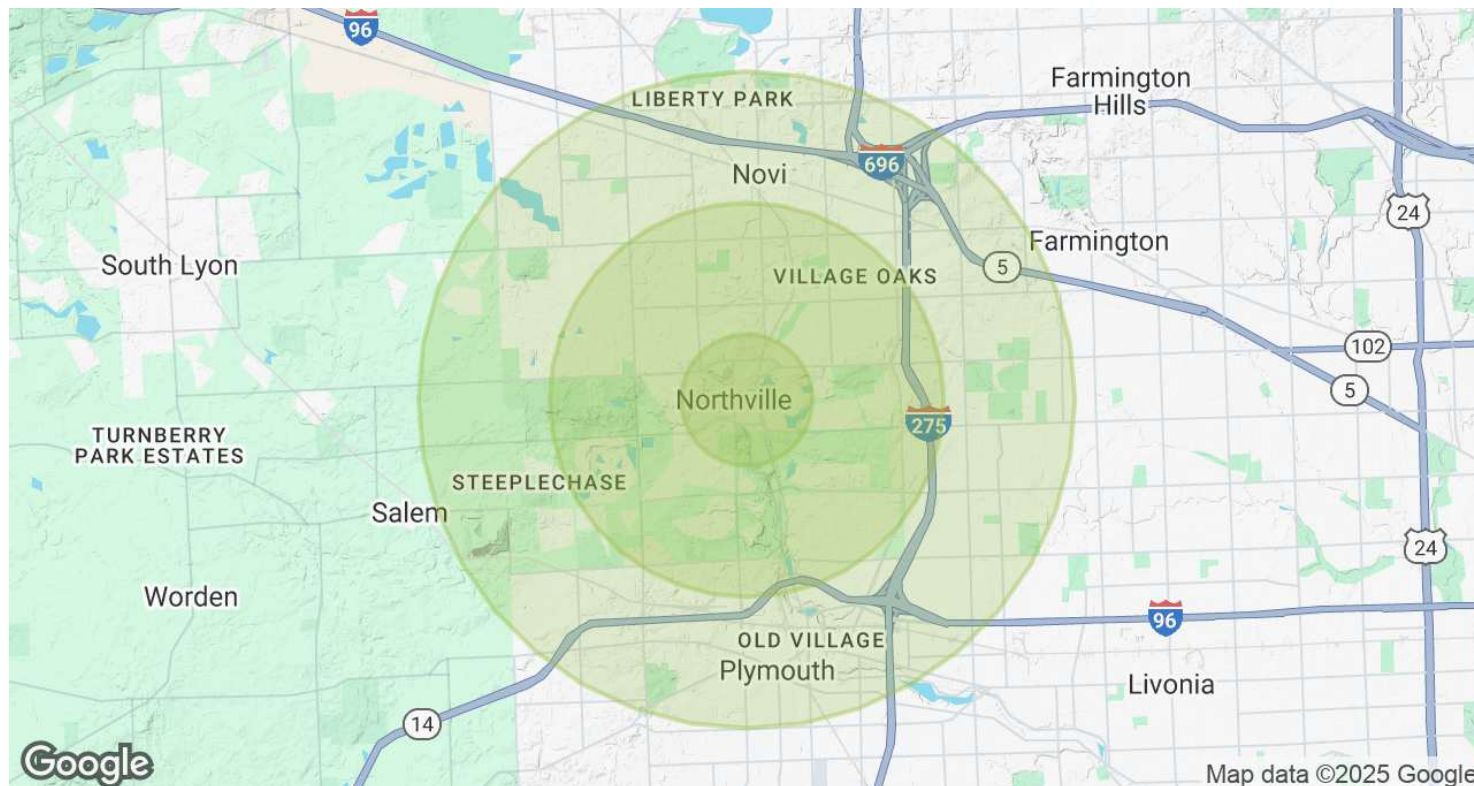 96
LIBERTY PARK
Farmington
Hills
696
Novi
24
Farmington
South Lyon
5
VILLAGE OAKS
102
5
Northville
275
TURNBERRY
PARK ESTATES
STEEPLECHASE
Salem
24
Worden
96
OLD VILLAGE
Plymouth
Livonia
14
Google
Map data ©2025 Google